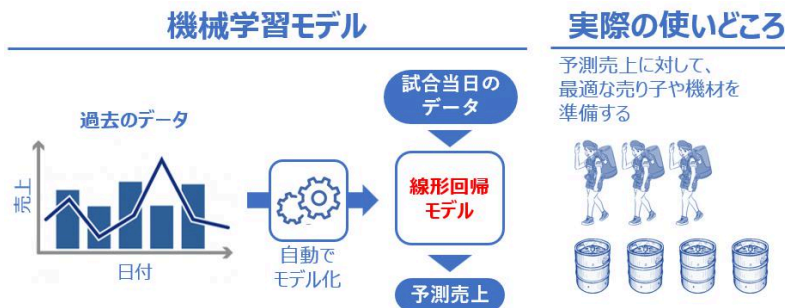 機械学習モデル
過去のデータ
売上
日付
自動で
モデル化
試合当日の
データ
線形回帰
モデル
予測売上
実際の使いどころ
予測売上に対して、
最適な売り子や機材を
準備する